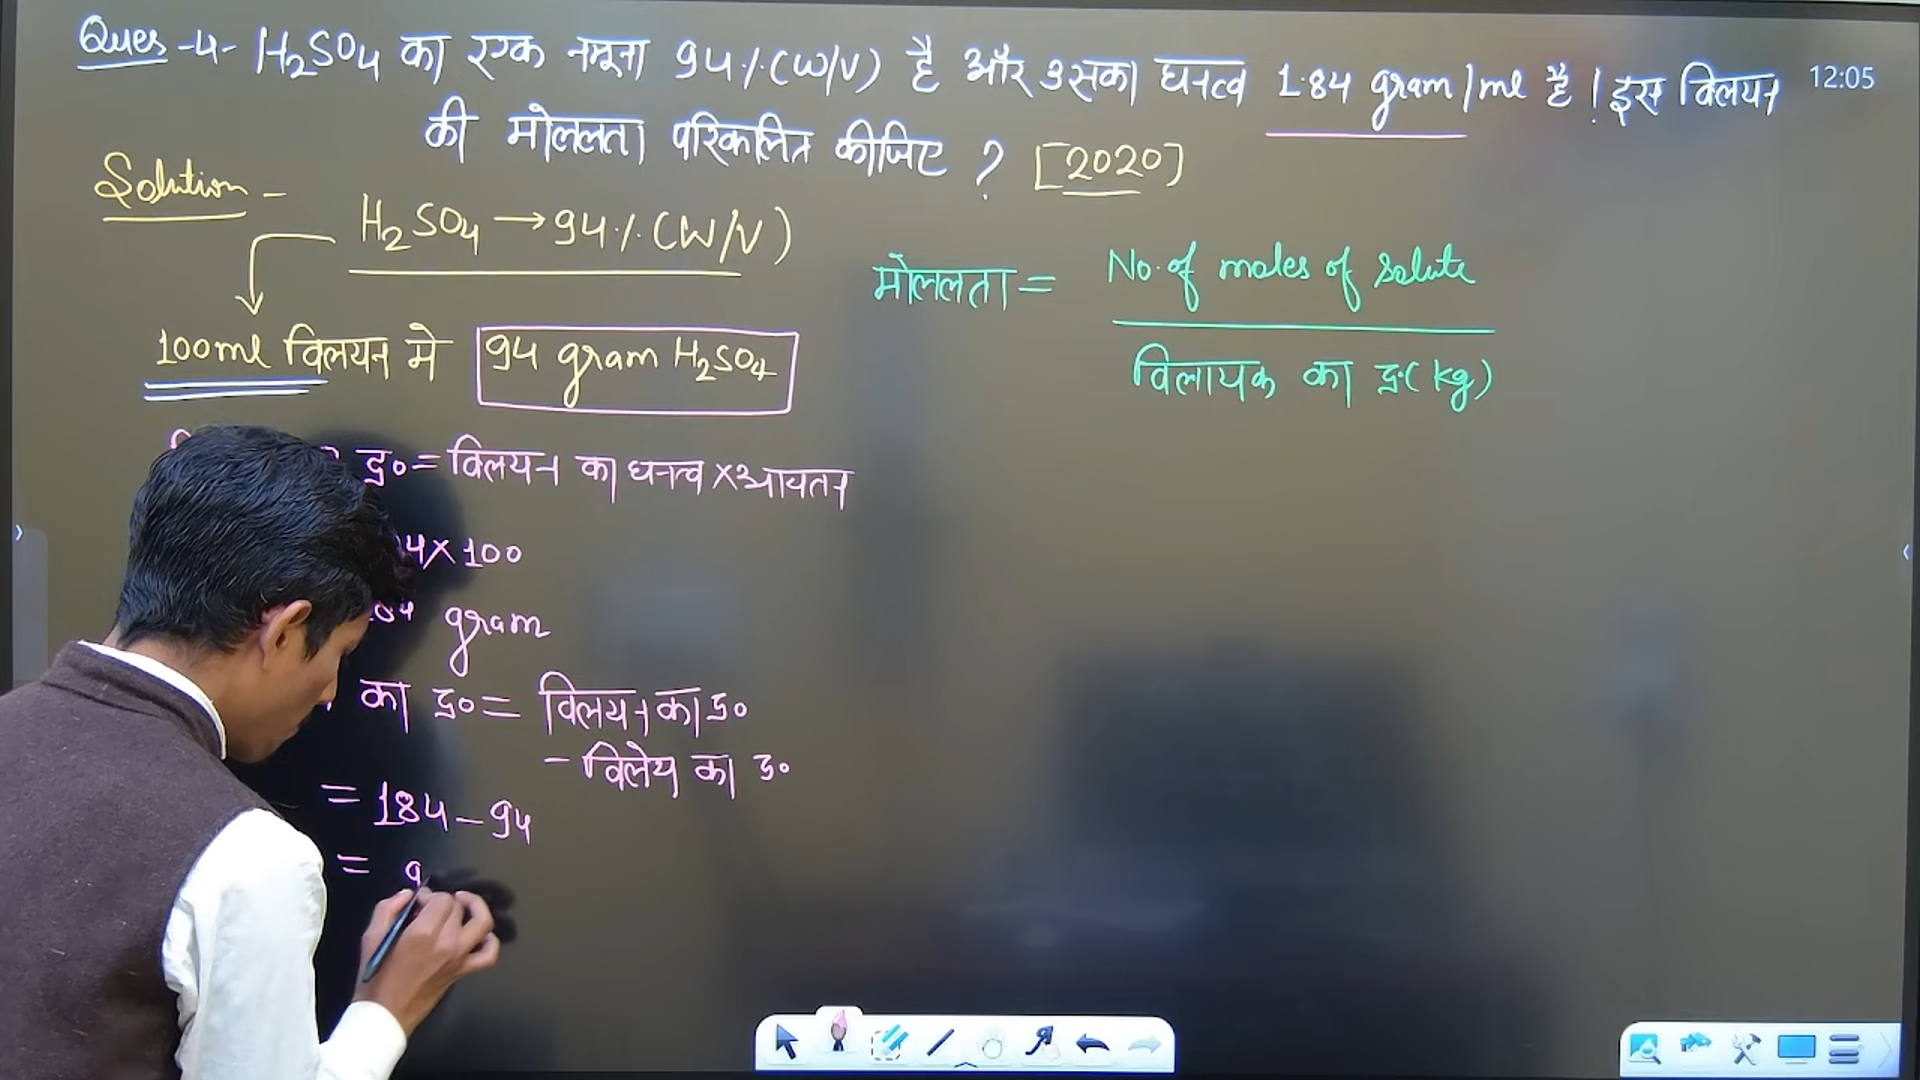 Ques -4- H₂SO₄ का एक नमूना 94%(W/V) है और उसका घनत्व 1.84 gram/ml है। इस विलयन
12:05
की मोललता परिकलित कीजिए ? [2020]
Solution -
H₂SO₄ → 94%(W/V)
100ml विलयन मे 94 gram H₂SO₄
मोललता = No. of moles of solute
विलायक का द्र.(kg)
द्र० = विलयन का घनत्व × आयतन
4×100
84 gram
का द्र० = विलयन का द्र०
- विलेय का द्र०
= 184 - 94
= 9